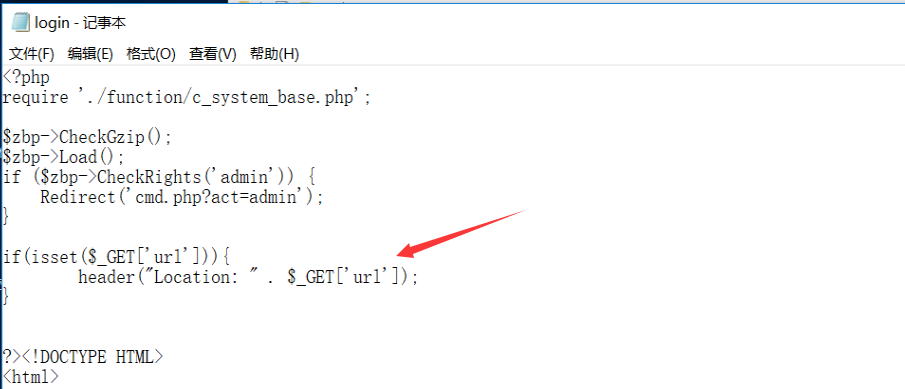 login - 记事本
文件(F) 编辑(E) 格式(O) 查看(V) 帮助(H)
<?php
require './function/c_system_base.php';
$zbp->CheckGzip();
$zbp->Load();
if ($zbp->CheckRights('admin')) {
    Redirect('cmd.php?act=admin');
}
if(isset($_GET['url'])){
        header("Location: " . $_GET['url']);
}
?><!DOCTYPE HTML>
<html>